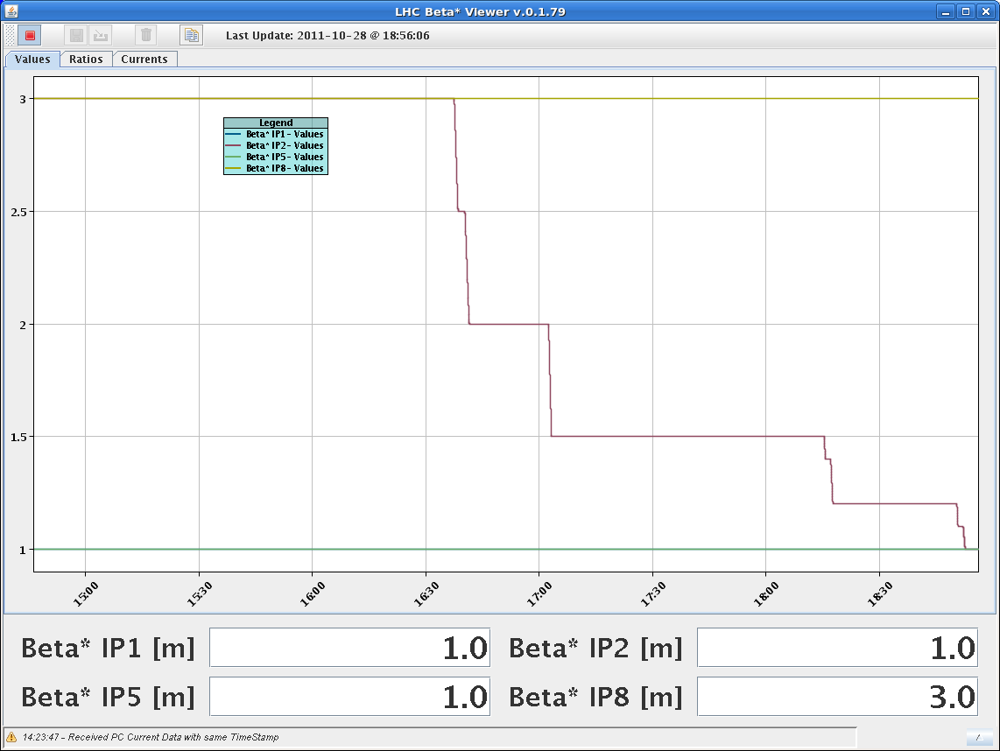 LHC Beta* Viewer v.0.1.79
Last Update: 2011-10-28 @ 18:56:06
Values Ratios Currents
3
Legend
Beta* IP1 - Values
Beta* IP2 - Values
Beta* IP5 - Values
Beta* IP8 - Values
2.5
2
1.5
1
15:00 15:30 16:00 16:30 17:00 17:30 18:00 18:30
Beta* IP1 [m] 1.0 Beta* IP2 [m] 1.0
Beta* IP5 [m] 1.0 Beta* IP8 [m] 3.0
14:23:47 - Received PC Current Data with same TimeStamp